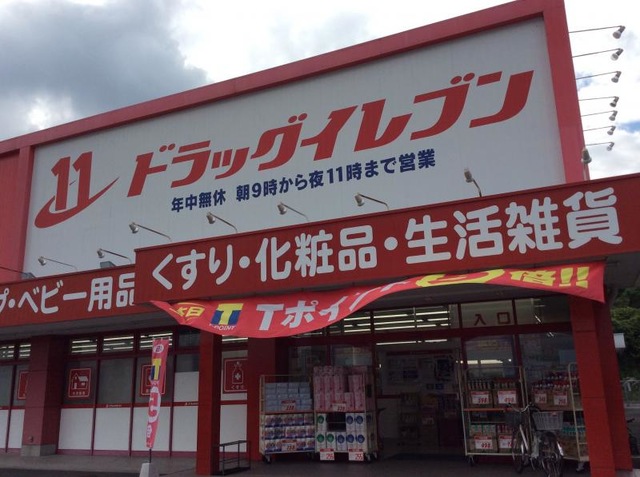 11
ドラッグイレブン
年中無休 朝9時から夜11時まで営業
くすり・化粧品・生活雑貨
プ・ベビー用品
T
POINT
Tポイント
倍!!
入口